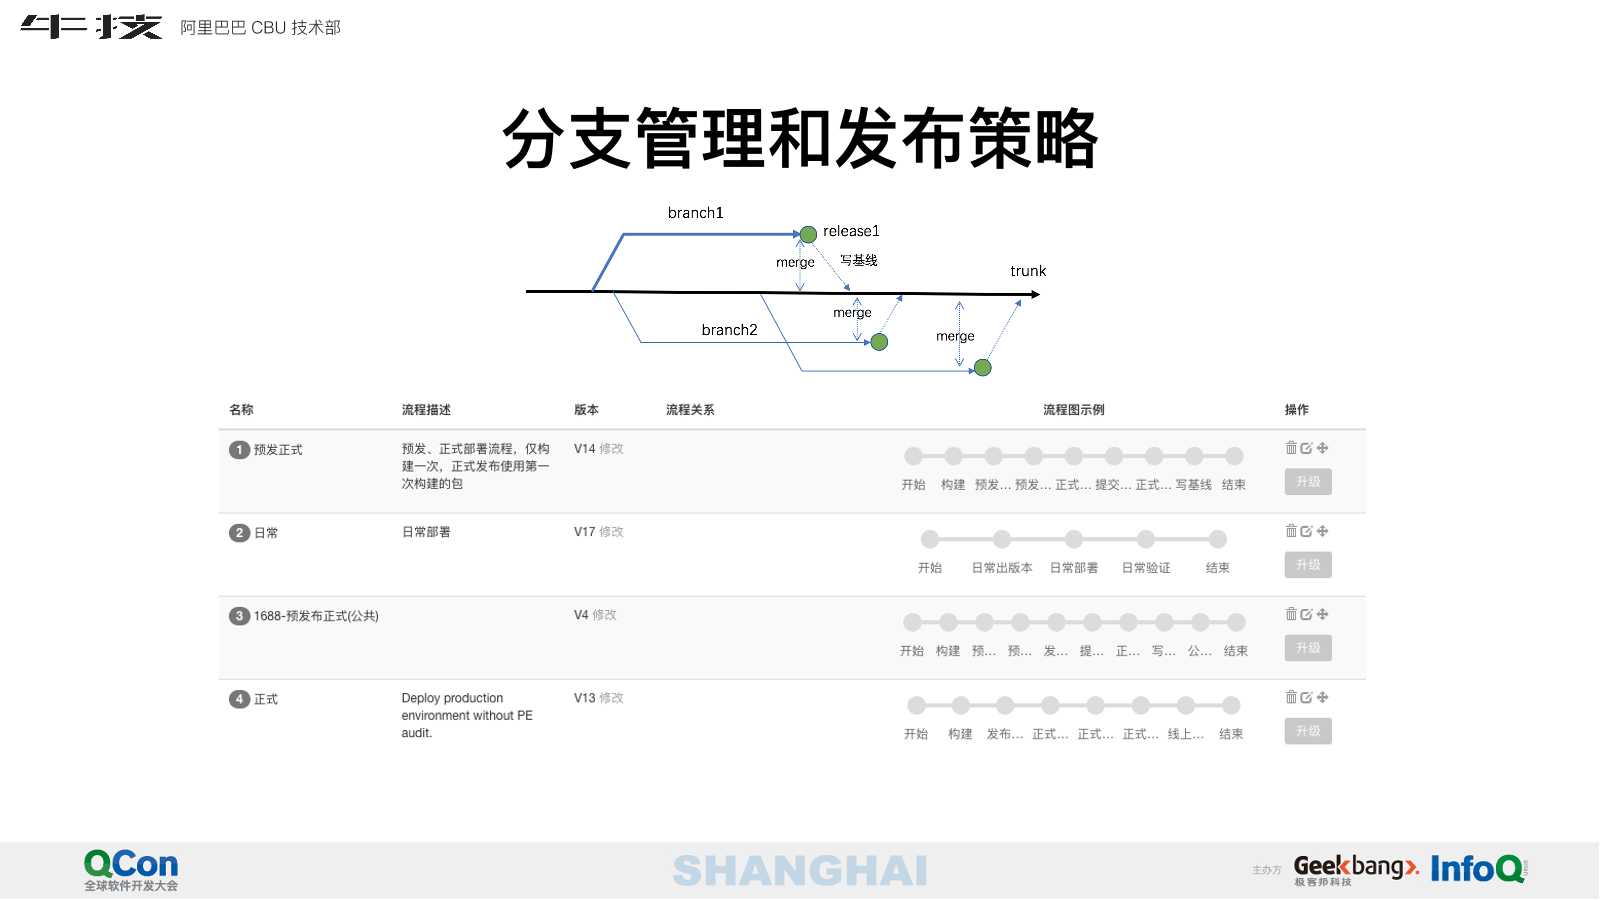 牛技 阿里巴巴 CBU 技术部
分支管理和发布策略
branch1
release1
merge
写基线
trunk
merge
branch2
merge
名称 流程描述 版本 流程关系 流程图示例 操作
1 预发正式 预发、正式部署流程，仅构 V14 修改
建一次，正式发布使用第一
次构建的包
开始 构建 预发... 预发... 正式... 提交... 正式... 写基线 结束 升级
2 日常 日常部署 V17 修改
开始 日常出版本 日常部署 日常验证 结束 升级
3 1688-预发布正式(公共) V4 修改
开始 构建 预... 预... 发... 提... 正... 写... 公... 结束 升级
4 正式 Deploy production V13 修改
environment without PE
audit.
开始 构建 发布... 正式... 正式... 正式... 线上... 结束 升级
QCon
全球软件开发大会
SHANGHAI
主办方 Geekbang>. InfoQ
极客邦科技